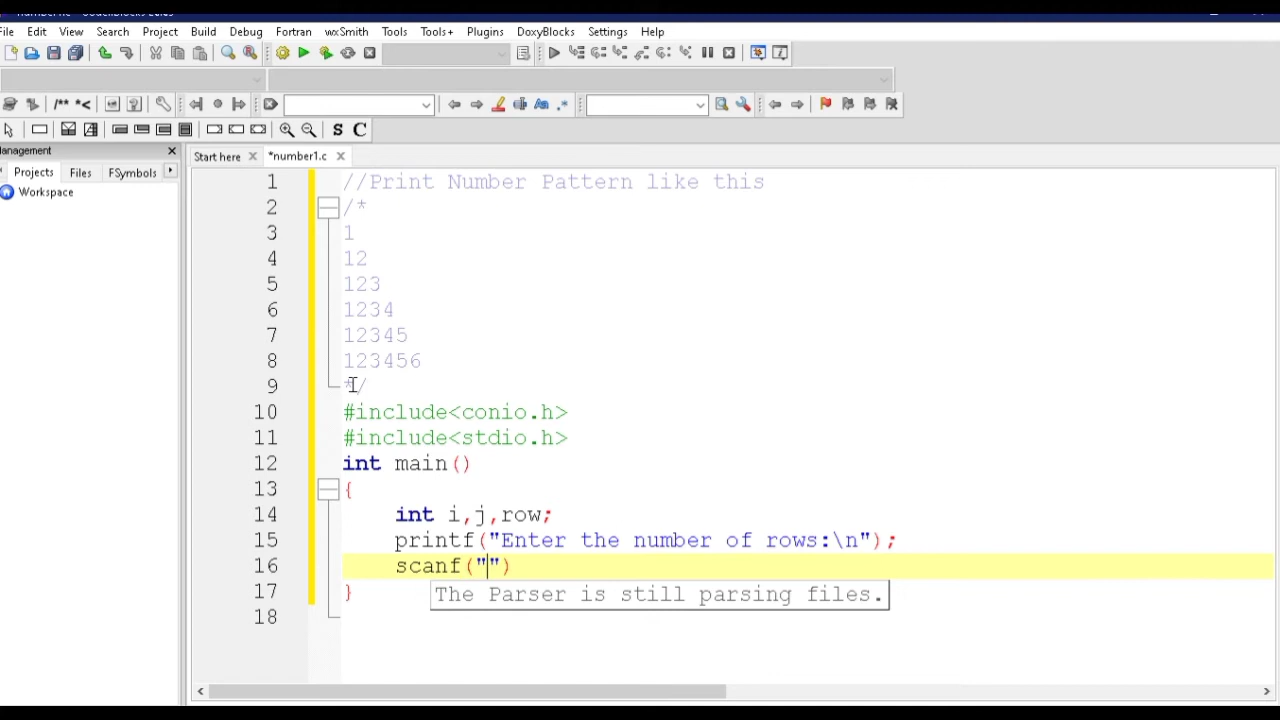 File Edit View Search Project Build Debug Fortran wxSmith Tools Tools+ Plugins DoxyBlocks Settings Help
/** *<
S C
Management
Start here *number1.c
Projects Files FSymbols
Workspace
1 //Print Number Pattern like this
2 /*
3 1
4 12
5 123
6 1234
7 12345
8 123456
9 */
10 #include<conio.h>
11 #include<stdio.h>
12 int main()
13 {
14 int i,j,row;
15 printf("Enter the number of rows:\n");
16 scanf("")
17 }
The Parser is still parsing files.
18